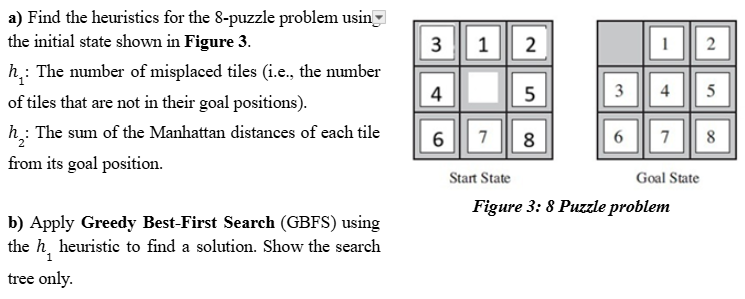 a) Find the heuristics for the 8-puzzle problem using
the initial state shown in Figure 3.
h₁: The number of misplaced tiles (i.e., the number
of tiles that are not in their goal positions).
h₂: The sum of the Manhattan distances of each tile
from its goal position.
b) Apply Greedy Best-First Search (GBFS) using
the h₁ heuristic to find a solution. Show the search
tree only.
3 1 2
4 5
6 7 8
Start State
1 2
3 4 5
6 7 8
Goal State
Figure 3: 8 Puzzle problem